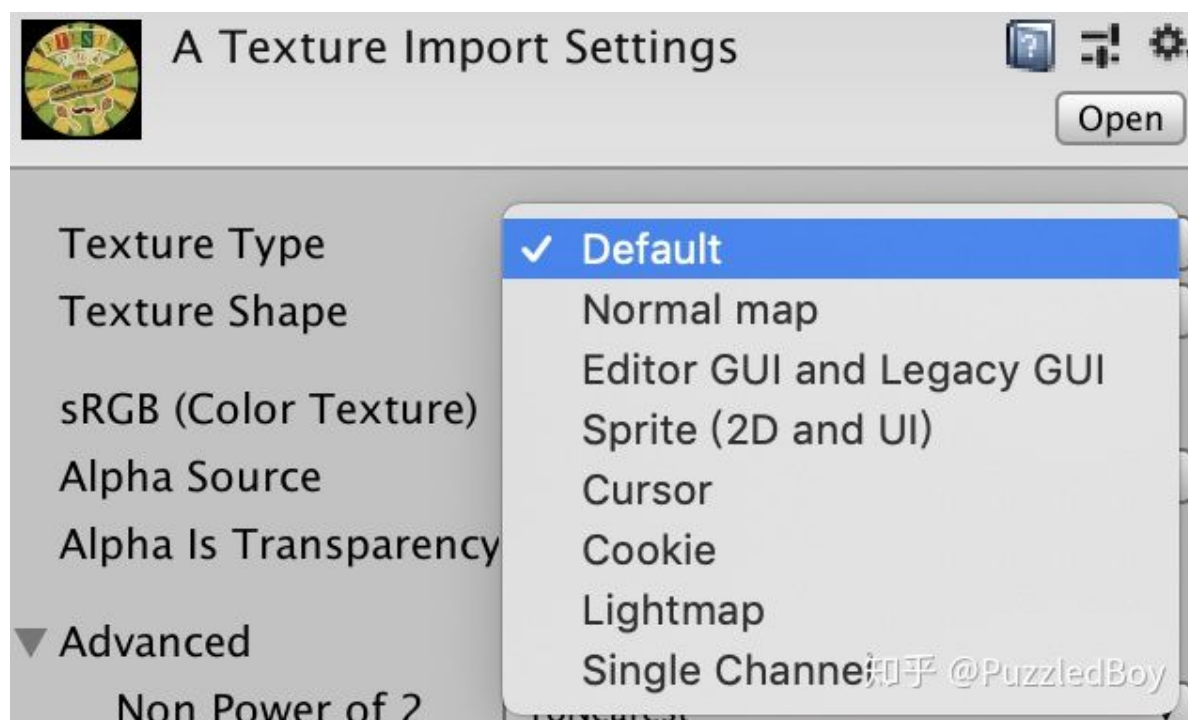 A Texture Import Settings
Open
Texture Type
Default
Texture Shape
Normal map
Editor GUI and Legacy GUI
sRGB (Color Texture)
Sprite (2D and UI)
Alpha Source
Cursor
Alpha Is Transparency
Cookie
Lightmap
Advanced
Single Channel
知乎 @PuzzledBoy
Non Power of 2
ToNearest